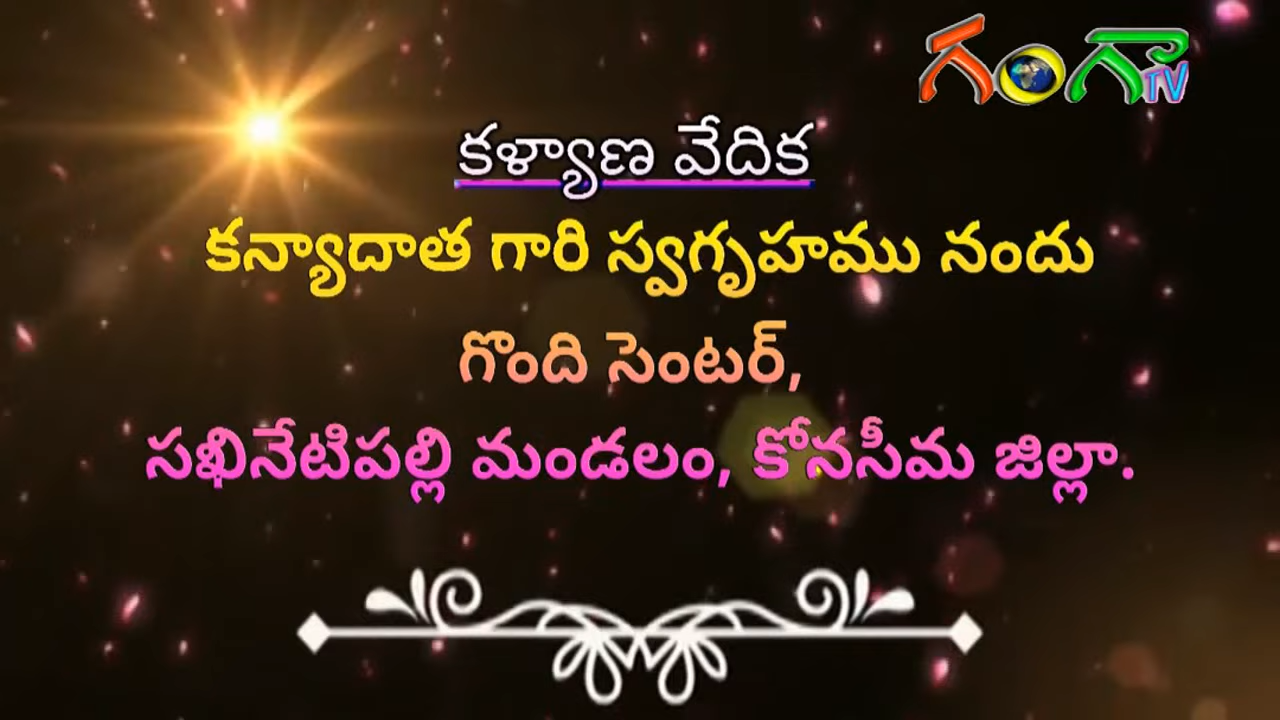 గంగా TV
కళ్యాణ వేదిక
కన్యాదాత గారి స్వగృహము నందు
గొంది సెంటర్,
సఖినేటిపల్లి మండలం, కోనసీమ జిల్లా.